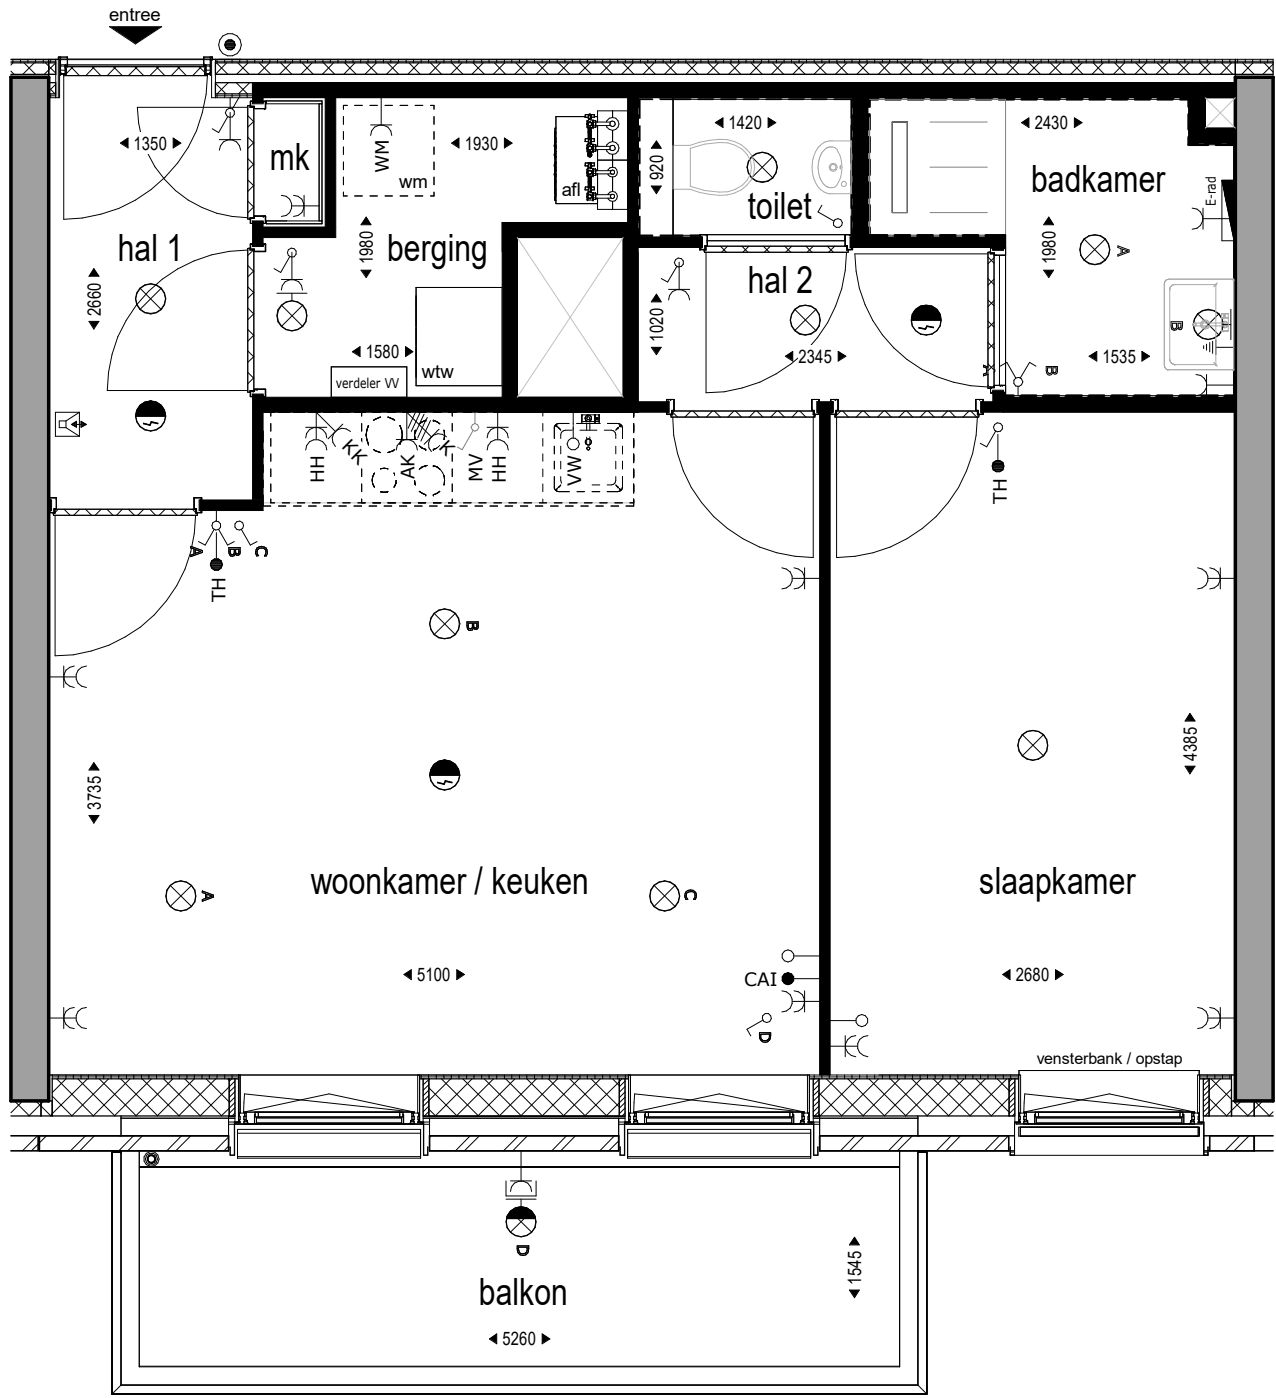 entree
1350
mk
WM
wm
1930
afl
920
1420
toilet
2430
badkamer
E-rad
hal 1
2660
1980
berging
1580
verdeler VV
wtw
hal 2
1020
2345
1980
A
B
1535
A
B
HH
KK
AK
KK
MV
HH
VW
TH
A
B
C
TH
B
3735
4385
woonkamer / keuken
slaapkamer
A
C
5100
CAI
2680
D
vensterbank / opstap
D
1545
balkon
5260